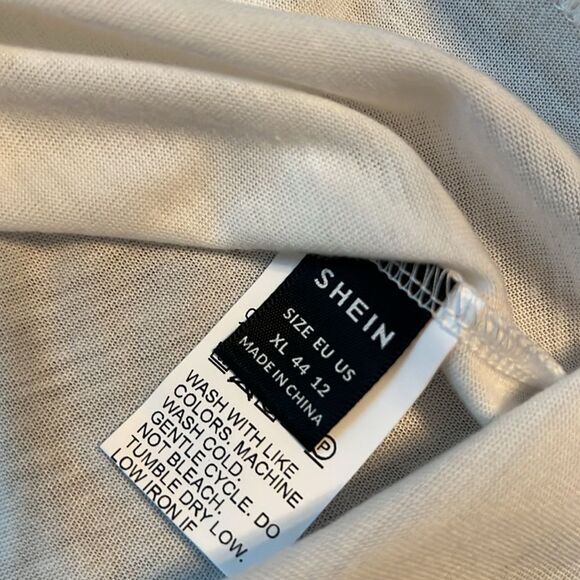 SHEIN
SIZE EU US
XL 44 12
MADE IN CHINA
P
WASH WITH LIKE
COLORS, MACHINE
WASH COLD,
GENTLE CYCLE. DO
NOT BLEACH,
TUMBLE DRY LOW.
LOW IRON IF